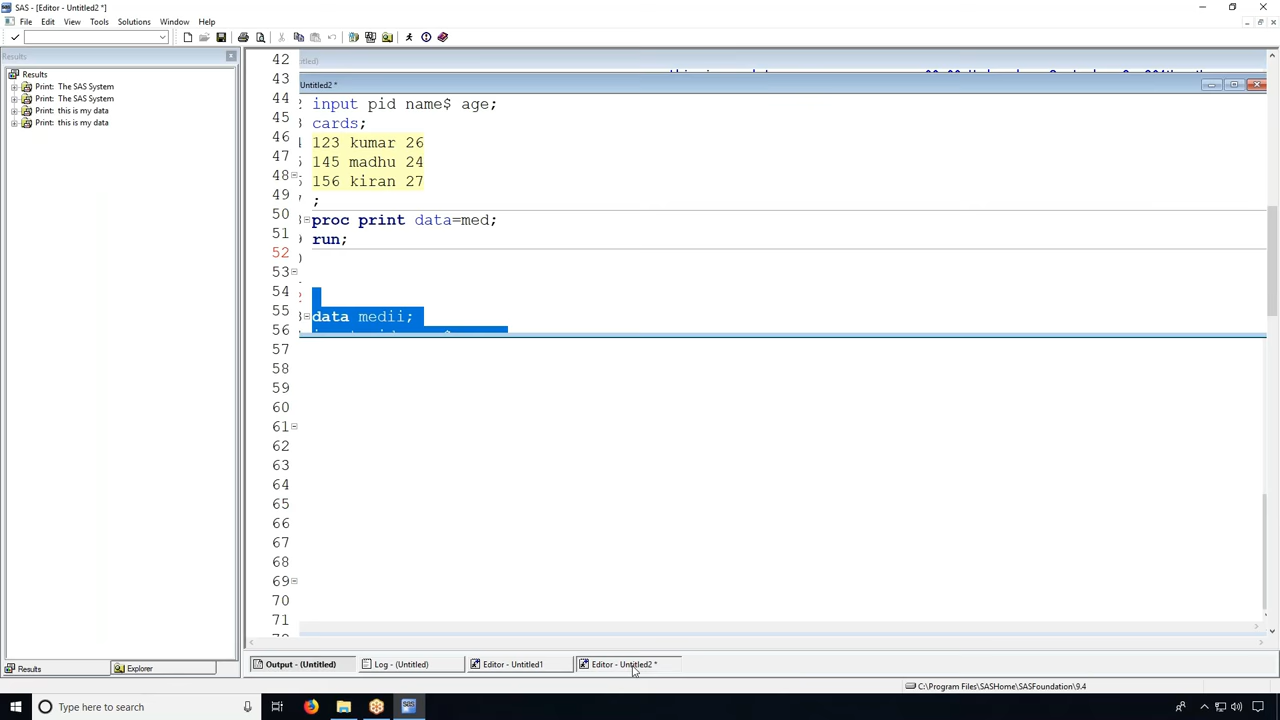 SAS - [Editor - Untitled2 *]
File Edit View Tools Solutions Window Help
Results
Results
Print: The SAS System
Print: The SAS System
Print: this is my data
Print: this is my data
42
43
44
45
46
47
48
49
50
51
52
53
54
55
56
57
58
59
60
61
62
63
64
65
66
67
68
69
70
71
Untitled2 *
input pid name$ age;
cards;
123 kumar 26
145 madhu 24
156 kiran 27
;
proc print data=med;
run;
data medii;
Results
Explorer
Output - (Untitled)
Log - (Untitled)
Editor - Untitled1
Editor - Untitled2 *
C:\Program Files\SASHome\SASFoundation\9.4
Type here to search